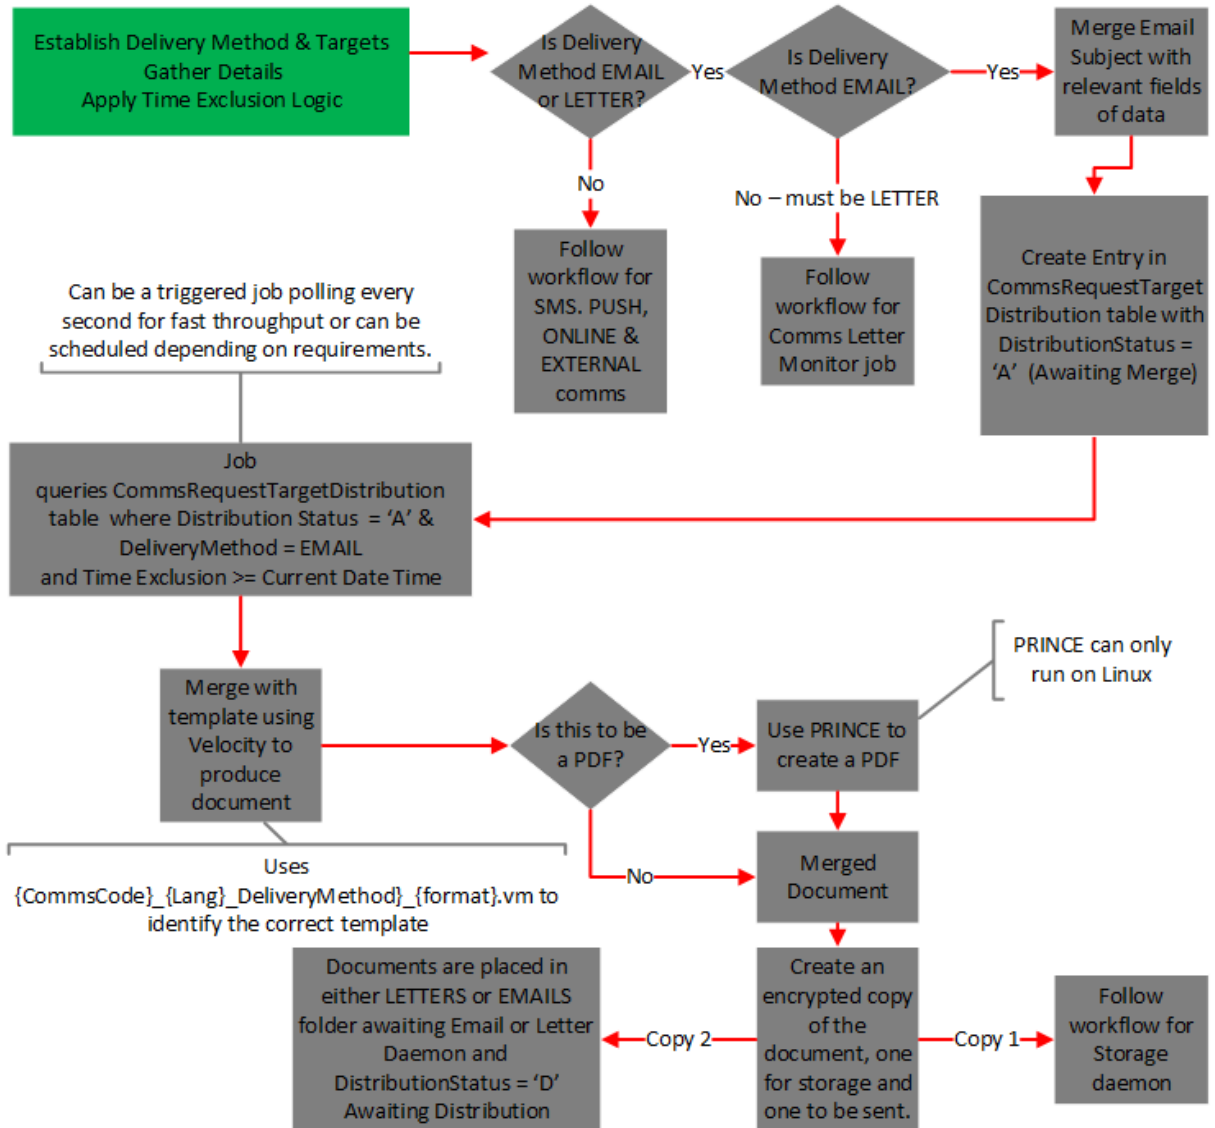 Establish Delivery Method & Targets
Gather Details
Apply Time Exclusion Logic
Is Delivery
Method EMAIL
or LETTER?
Yes
Is Delivery
Method EMAIL?
Yes
Merge Email
Subject with
relevant fields
of data
No
No – must be LETTER
Follow
workflow for
SMS. PUSH,
ONLINE &
EXTERNAL
comms
Follow
workflow for
Comms Letter
Monitor job
Create Entry in
CommsRequestTarget
Distribution table with
DistributionStatus =
‘A’ (Awaiting Merge)
Can be a triggered job polling every
second for fast throughput or can be
scheduled depending on requirements.
Job
queries CommsRequestTargetDistribution
table where Distribution Status = ‘A’ &
DeliveryMethod = EMAIL
and Time Exclusion >= Current Date Time
Merge with
template using
Velocity to
produce
document
Is this to be
a PDF?
Yes
Use PRINCE to
create a PDF
PRINCE can only
run on Linux
No
Merged
Document
Uses
{CommsCode}_{Lang}_DeliveryMethod}_{format}.vm to
identify the correct template
Documents are placed in
either LETTERS or EMAILS
folder awaiting Email or Letter
Daemon and
DistributionStatus = ‘D’
Awaiting Distribution
Copy 2
Create an
encrypted copy
of the
document, one
for storage and
one to be sent.
Copy 1
Follow
workflow for
Storage
daemon